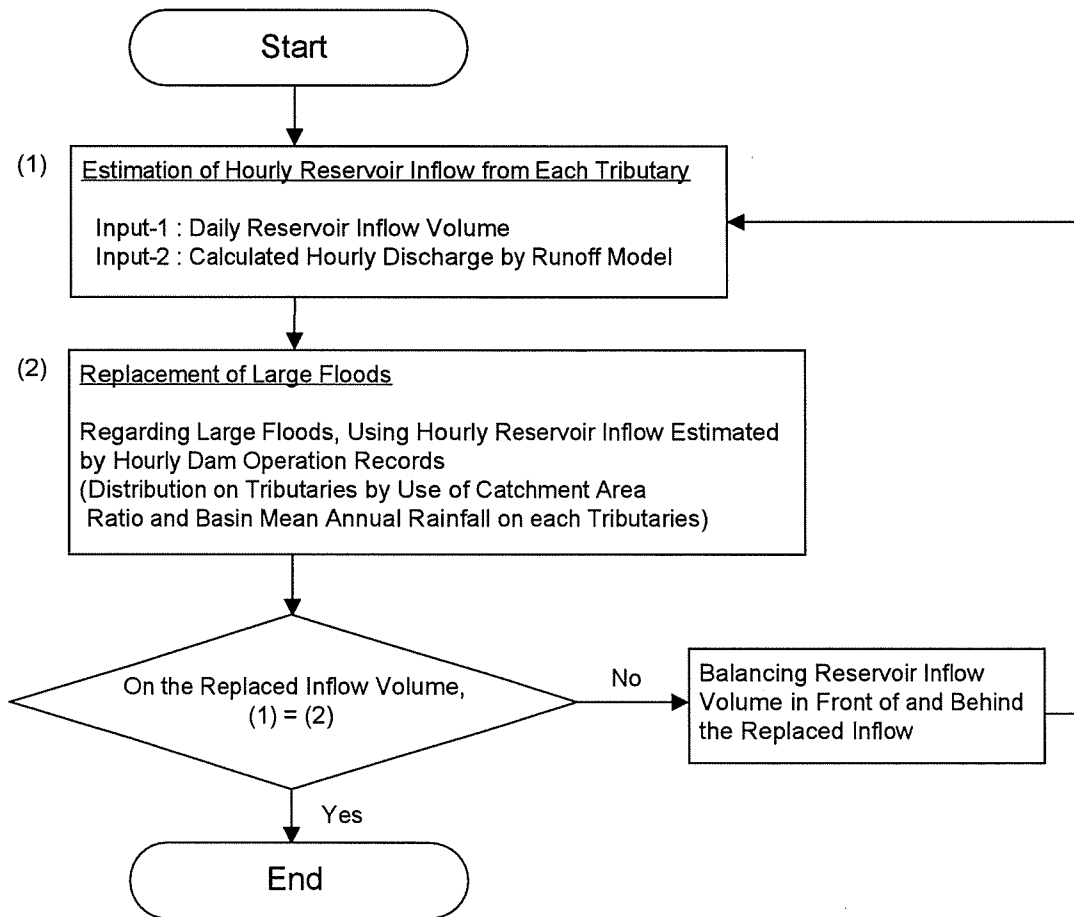 Start
(1)
Estimation of Hourly Reservoir Inflow from Each Tributary
Input-1 : Daily Reservoir Inflow Volume
Input-2 : Calculated Hourly Discharge by Runoff Model
(2)
Replacement of Large Floods
Regarding Large Floods, Using Hourly Reservoir Inflow Estimated
by Hourly Dam Operation Records
(Distribution on Tributaries by Use of Catchment Area
Ratio and Basin Mean Annual Rainfall on each Tributaries)
On the Replaced Inflow Volume,
(1) = (2)
No
Balancing Reservoir Inflow
Volume in Front of and Behind
the Replaced Inflow
Yes
End